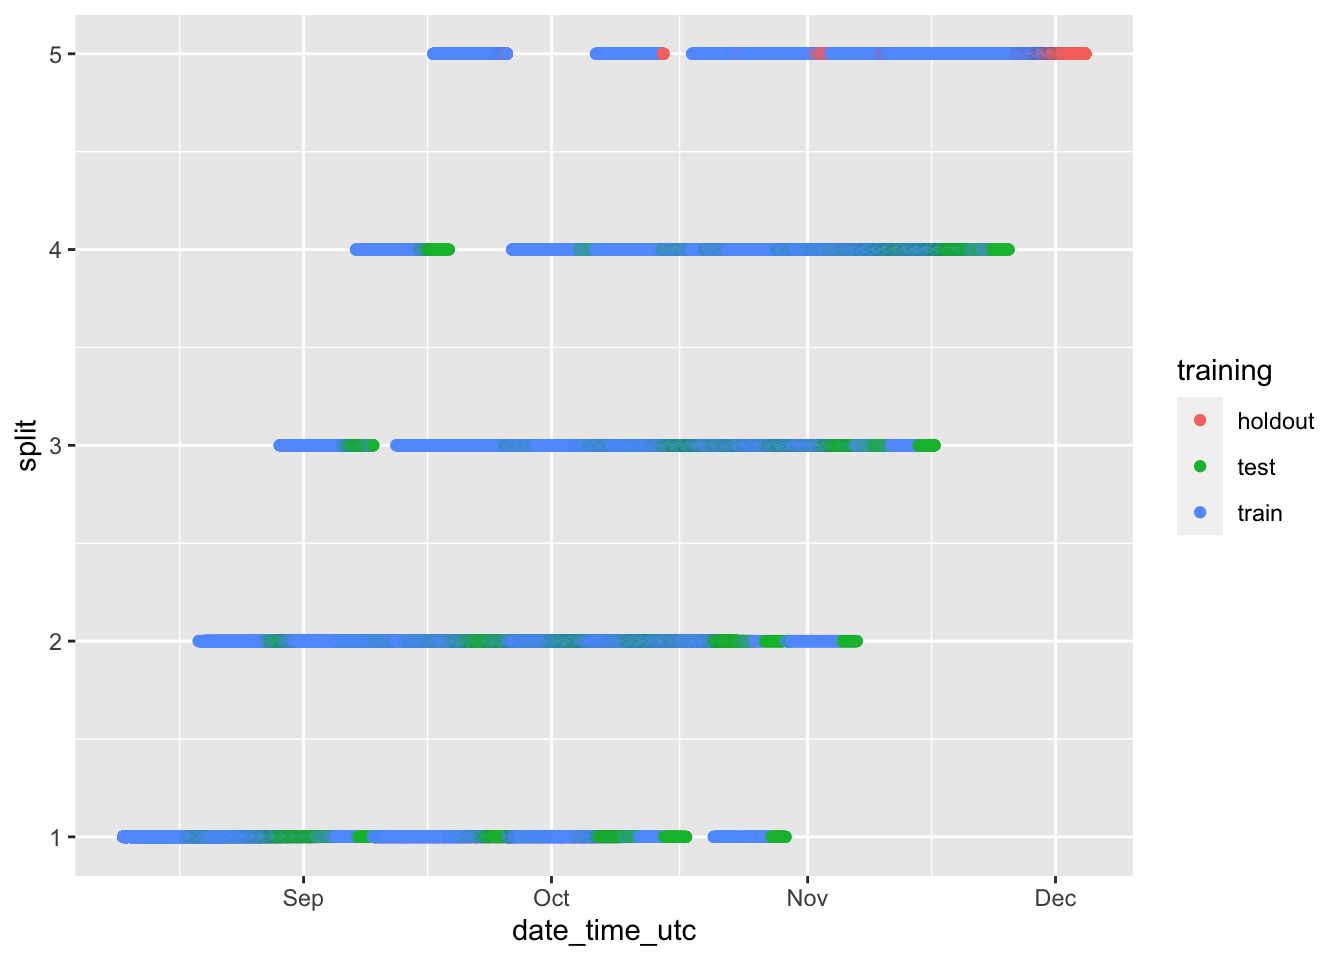 5
4
3
2
1
split
Sep Oct Nov Dec
date_time_utc
training
holdout
test
train